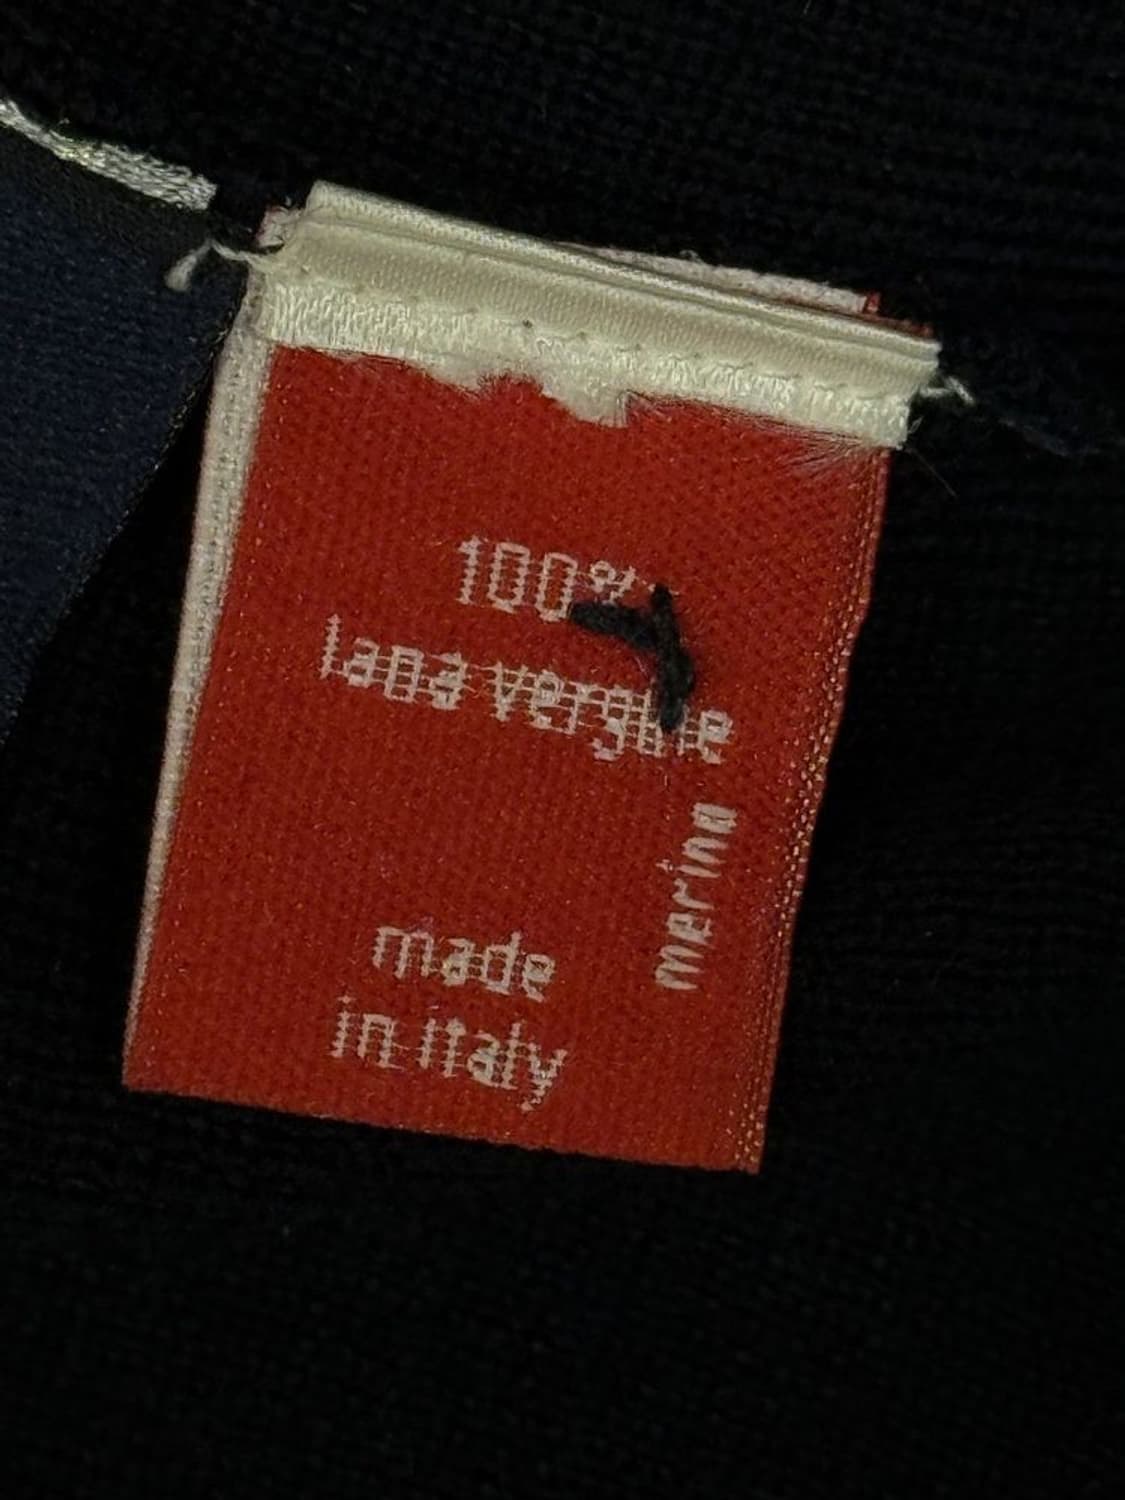 100%
lana vergine
merino
made
in italy